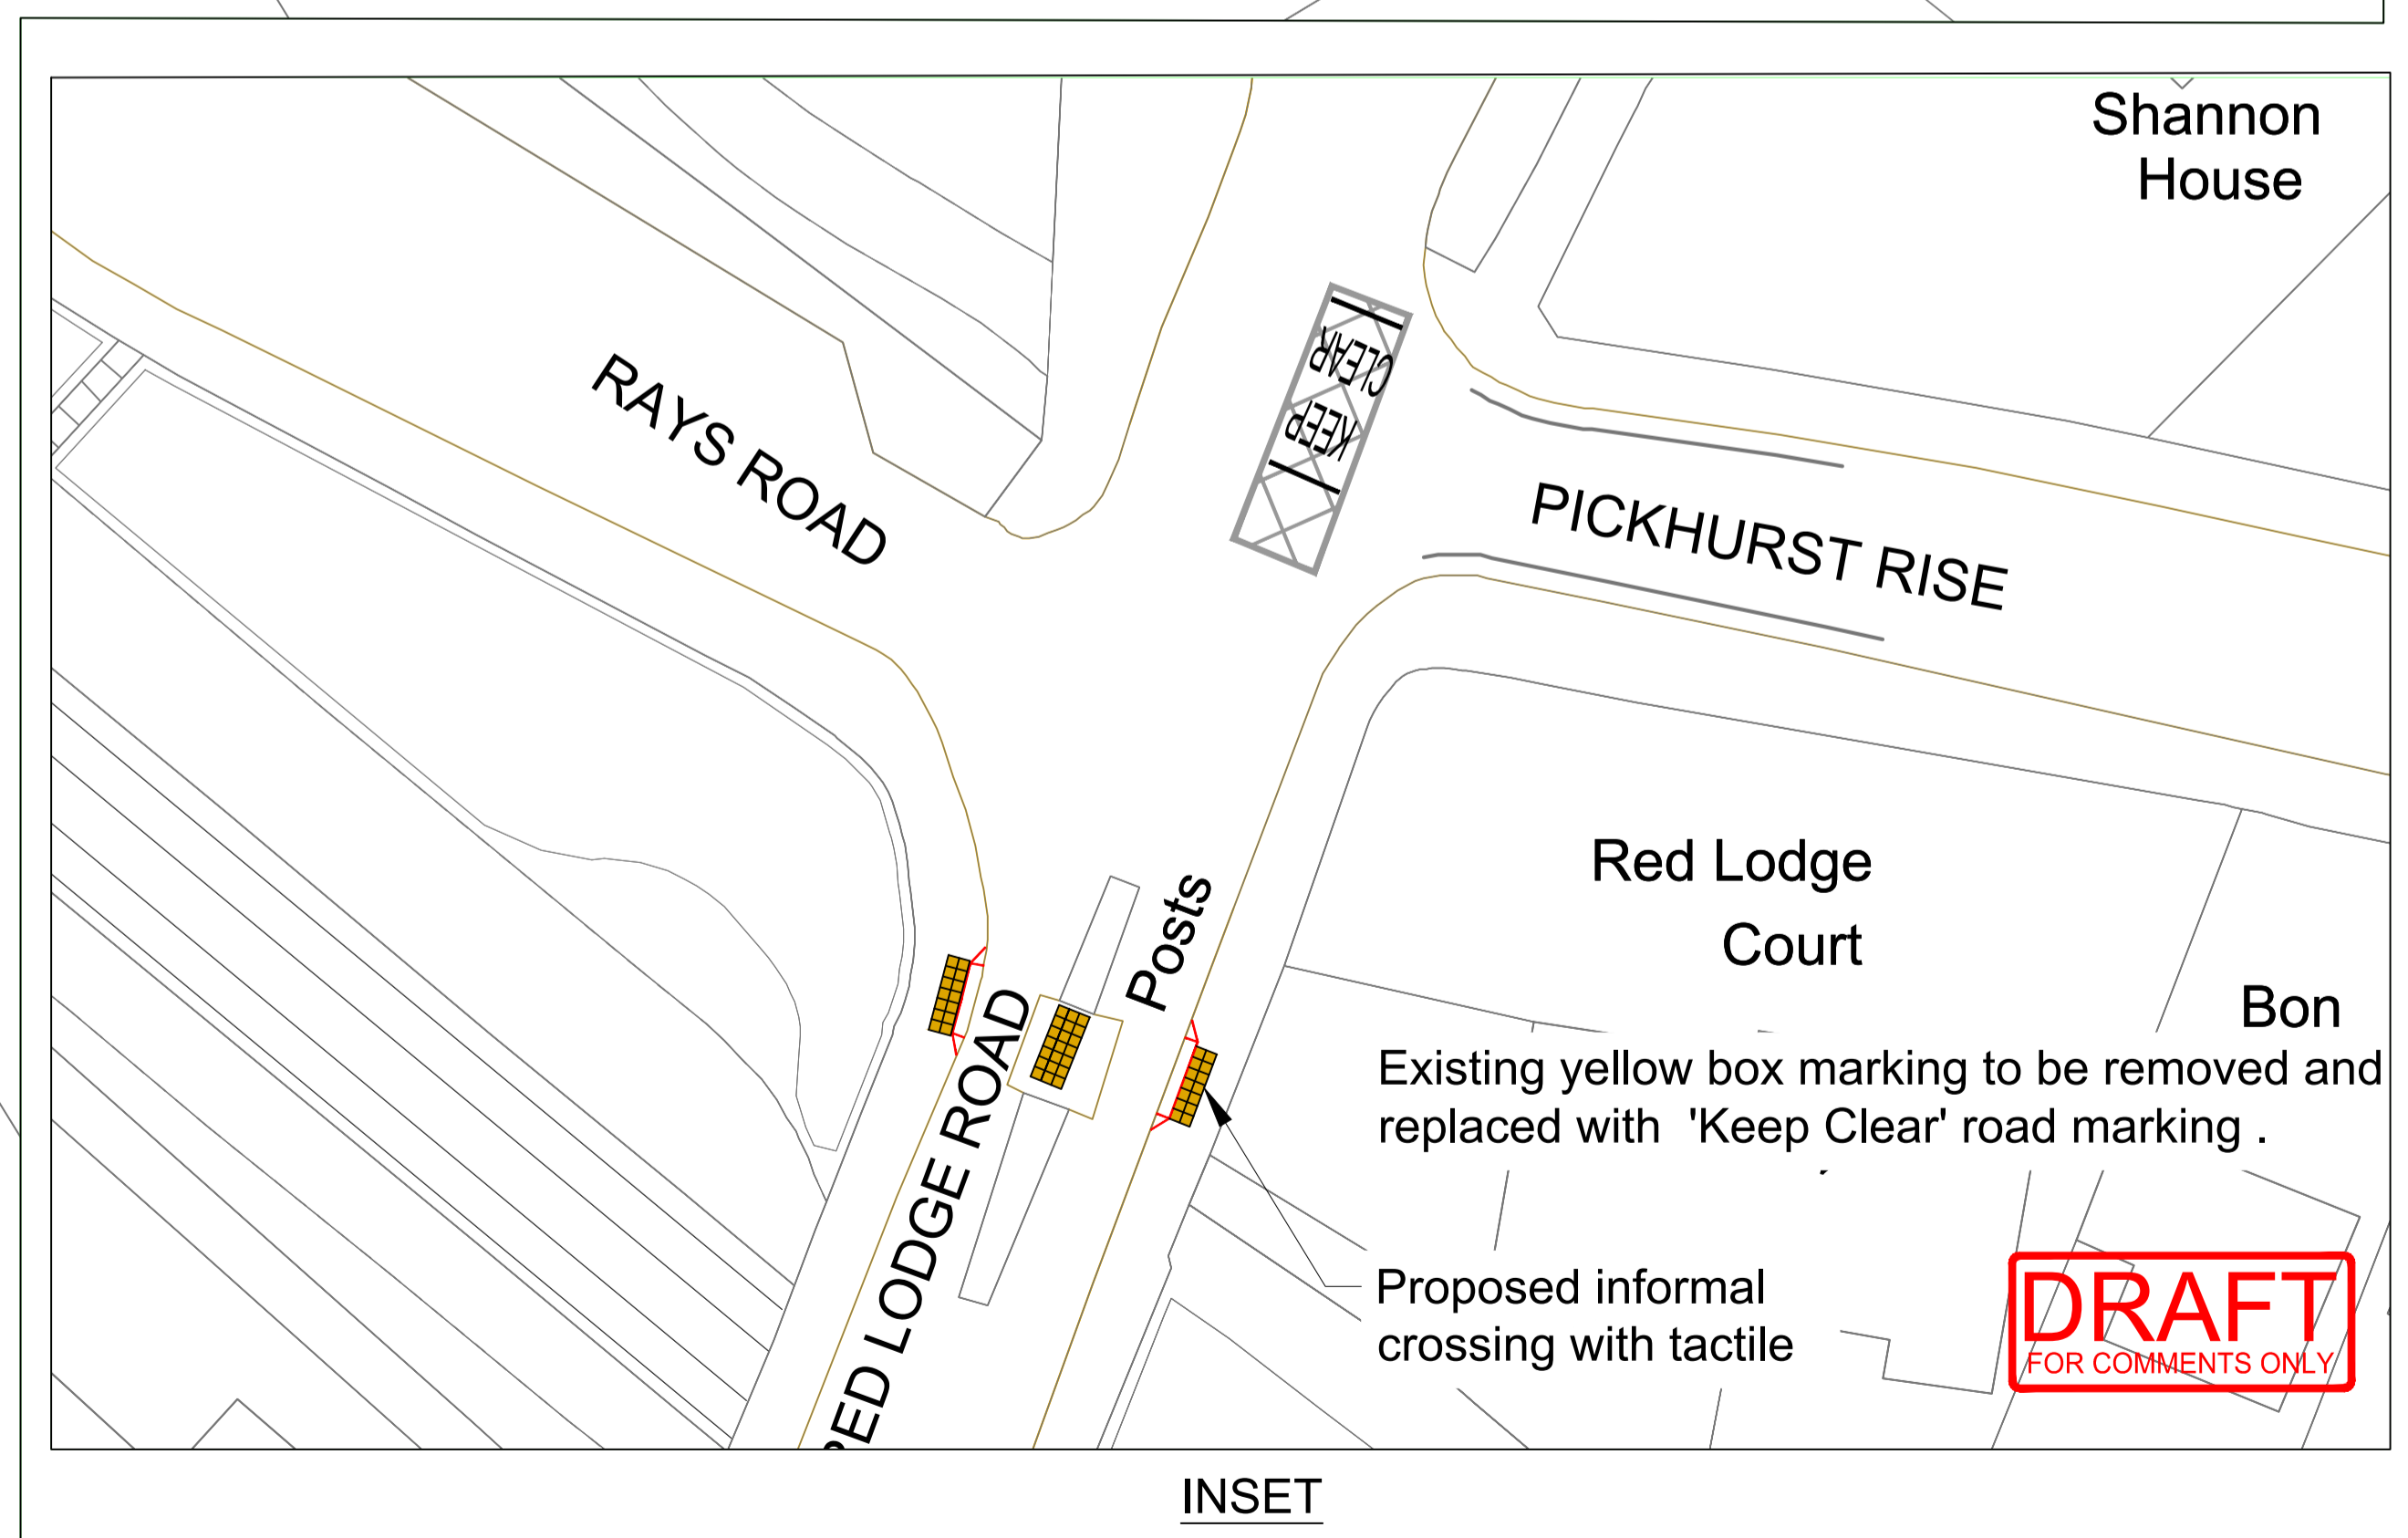 Shannon
House
RAYS ROAD
KEEP
CLEAR
PICKHURST RISE
Red Lodge
Court
Posts
Bon
RED LODGE ROAD
Existing yellow box marking to be removed and
replaced with 'Keep Clear' road marking .
Proposed informal
crossing with tactile
DRAFT
FOR COMMENTS ONLY
INSET